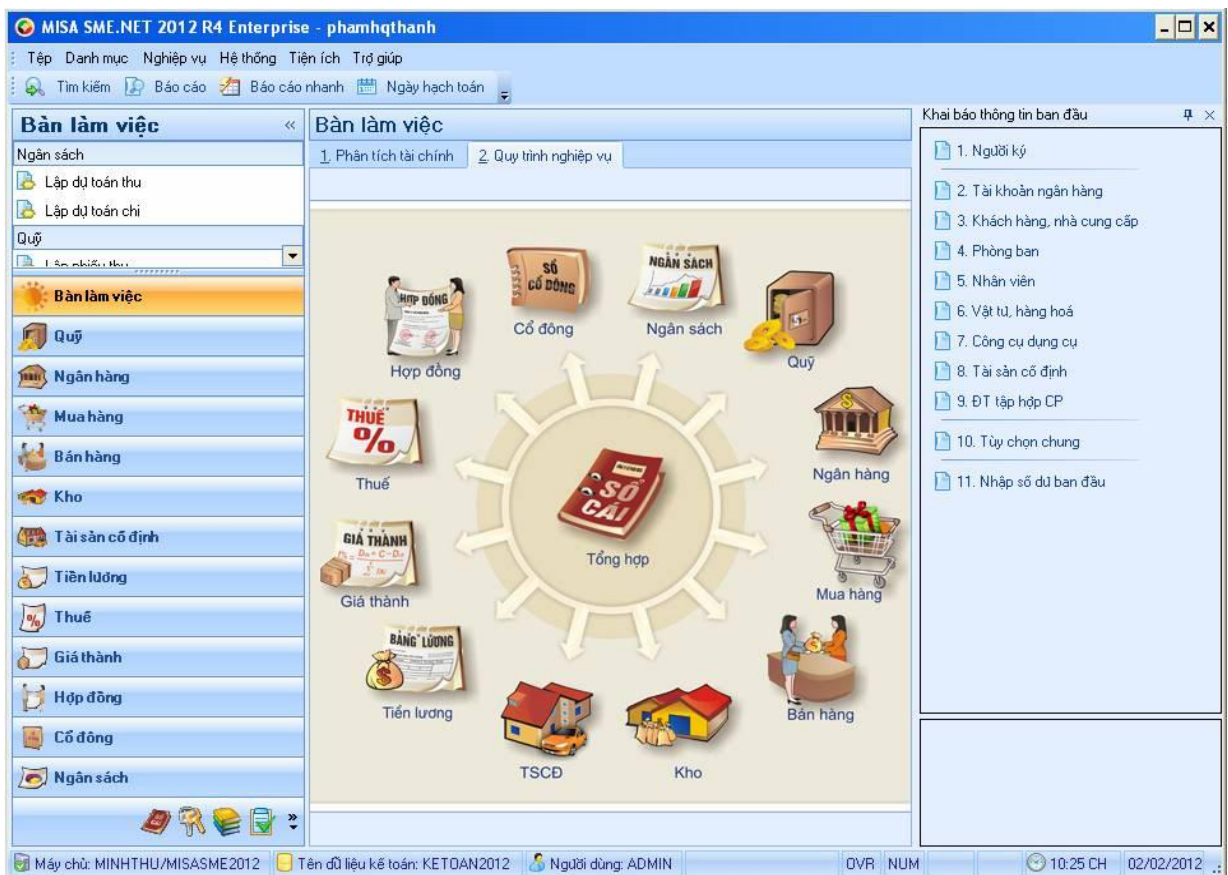 MISA SME.NET 2012 R4 Enterprise - phamhqthanh
Tệp Danh mục Nghiệp vụ Hệ thống Tiện ích Trợ giúp
Tìm kiếm Báo cáo Báo cáo nhanh Ngày hạch toán
Bàn làm việc «
Ngân sách
Lập dự toán thu
Lập dự toán chi
Quỹ
Lập phiếu thu
Bàn làm việc
Quỹ
Ngân hàng
Mua hàng
Bán hàng
Kho
Tài sản cố định
Tiền lương
Thuế
Giá thành
Hợp đồng
Cổ đông
Ngân sách
»
Bàn làm việc
1. Phân tích tài chính 2. Quy trình nghiệp vụ
HỢP ĐỒNG
Hợp đồng
SỔ CỔ ĐÔNG
Cổ đông
NGÂN SÁCH
Ngân sách
Quỹ
THUẾ %
Thuế
Ngân hàng
SỔ CÁI
Tổng hợp
GIÁ THÀNH
Giá thành
Mua hàng
BẢNG LƯƠNG
Tiền lương
Bán hàng
TSCĐ
Kho
Khai báo thông tin ban đầu
1. Người ký
2. Tài khoản ngân hàng
3. Khách hàng, nhà cung cấp
4. Phòng ban
5. Nhân viên
6. Vật tư, hàng hoá
7. Công cụ dụng cụ
8. Tài sản cố định
9. ĐT tập hợp CP
10. Tùy chọn chung
11. Nhập số dư ban đầu
Máy chủ: MINHTHU/MISASME2012 Tên dữ liệu kế toán: KETOAN2012 Người dùng: ADMIN OVR NUM 10:25 CH 02/02/2012